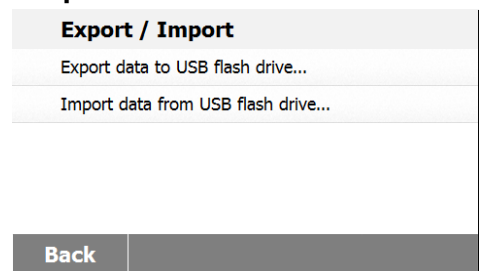 Export / Import
Export data to USB flash drive...
Import data from USB flash drive...
Back